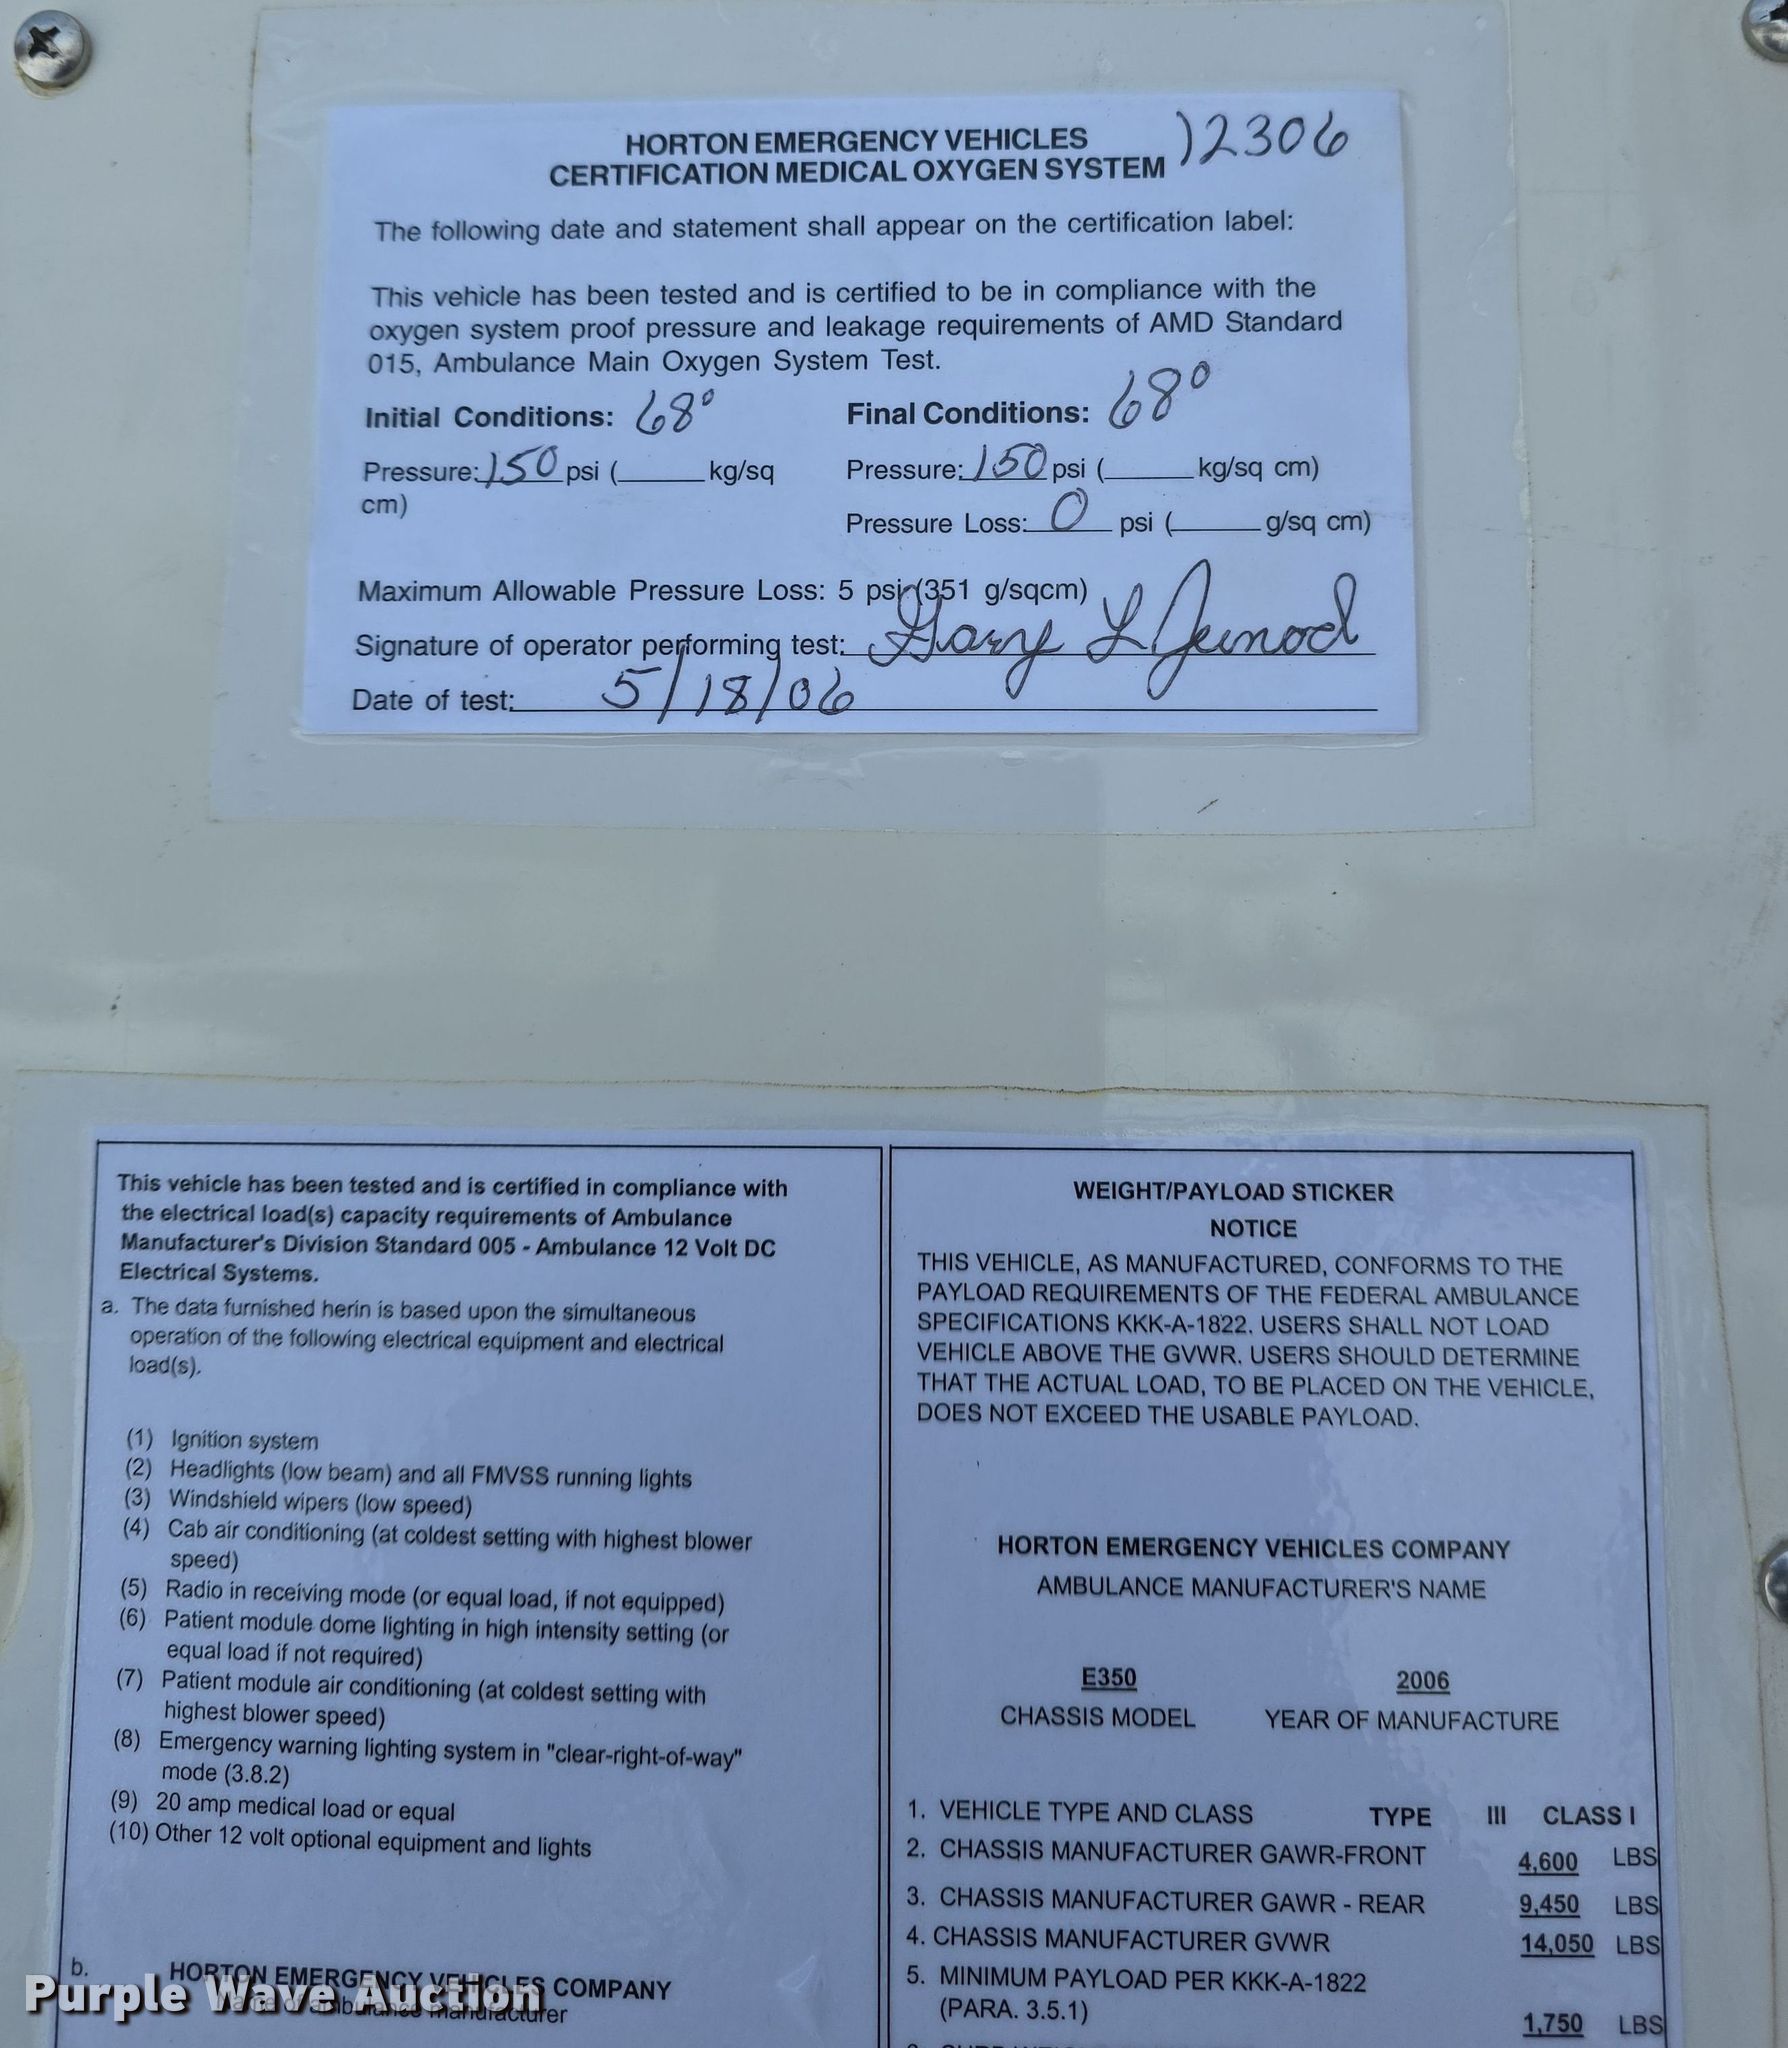 HORTON EMERGENCY VEHICLES
CERTIFICATION MEDICAL OXYGEN SYSTEM
12306
The following date and statement shall appear on the certification label:
This vehicle has been tested and is certified to be in compliance with the
oxygen system proof pressure and leakage requirements of AMD Standard
015, Ambulance Main Oxygen System Test.
Initial Conditions: 68°
Final Conditions: 68°
Pressure: 150 psi (_____ kg/sq
cm)
Pressure: 150 psi (_____ kg/sq cm)
Pressure Loss: 0 psi (_____ g/sq cm)
Maximum Allowable Pressure Loss: 5 psi (351 g/sqcm)
Signature of operator performing test: Gary L Junod
Date of test: 5/18/06
This vehicle has been tested and is certified in compliance with
the electrical load(s) capacity requirements of Ambulance
Manufacturer's Division Standard 005 - Ambulance 12 Volt DC
Electrical Systems.
a. The data furnished herin is based upon the simultaneous
operation of the following electrical equipment and electrical
load(s).
(1) Ignition system
(2) Headlights (low beam) and all FMVSS running lights
(3) Windshield wipers (low speed)
(4) Cab air conditioning (at coldest setting with highest blower
speed)
(5) Radio in receiving mode (or equal load, if not equipped)
(6) Patient module dome lighting in high intensity setting (or
equal load if not required)
(7) Patient module air conditioning (at coldest setting with
highest blower speed)
(8) Emergency warning lighting system in "clear-right-of-way"
mode (3.8.2)
(9) 20 amp medical load or equal
(10) Other 12 volt optional equipment and lights
b. HORTON EMERGENCY VEHICLES COMPANY
Name of ambulance manufacturer
WEIGHT/PAYLOAD STICKER
NOTICE
THIS VEHICLE, AS MANUFACTURED, CONFORMS TO THE
PAYLOAD REQUIREMENTS OF THE FEDERAL AMBULANCE
SPECIFICATIONS KKK-A-1822. USERS SHALL NOT LOAD
VEHICLE ABOVE THE GVWR. USERS SHOULD DETERMINE
THAT THE ACTUAL LOAD, TO BE PLACED ON THE VEHICLE,
DOES NOT EXCEED THE USABLE PAYLOAD.
HORTON EMERGENCY VEHICLES COMPANY
AMBULANCE MANUFACTURER'S NAME
E350 2006
CHASSIS MODEL YEAR OF MANUFACTURE
1. VEHICLE TYPE AND CLASS TYPE III CLASS I
2. CHASSIS MANUFACTURER GAWR-FRONT 4,600 LBS
3. CHASSIS MANUFACTURER GAWR - REAR 9,450 LBS
4. CHASSIS MANUFACTURER GVWR 14,050 LBS
5. MINIMUM PAYLOAD PER KKK-A-1822
(PARA. 3.5.1) 1,750 LBS
Purple Wave Auction